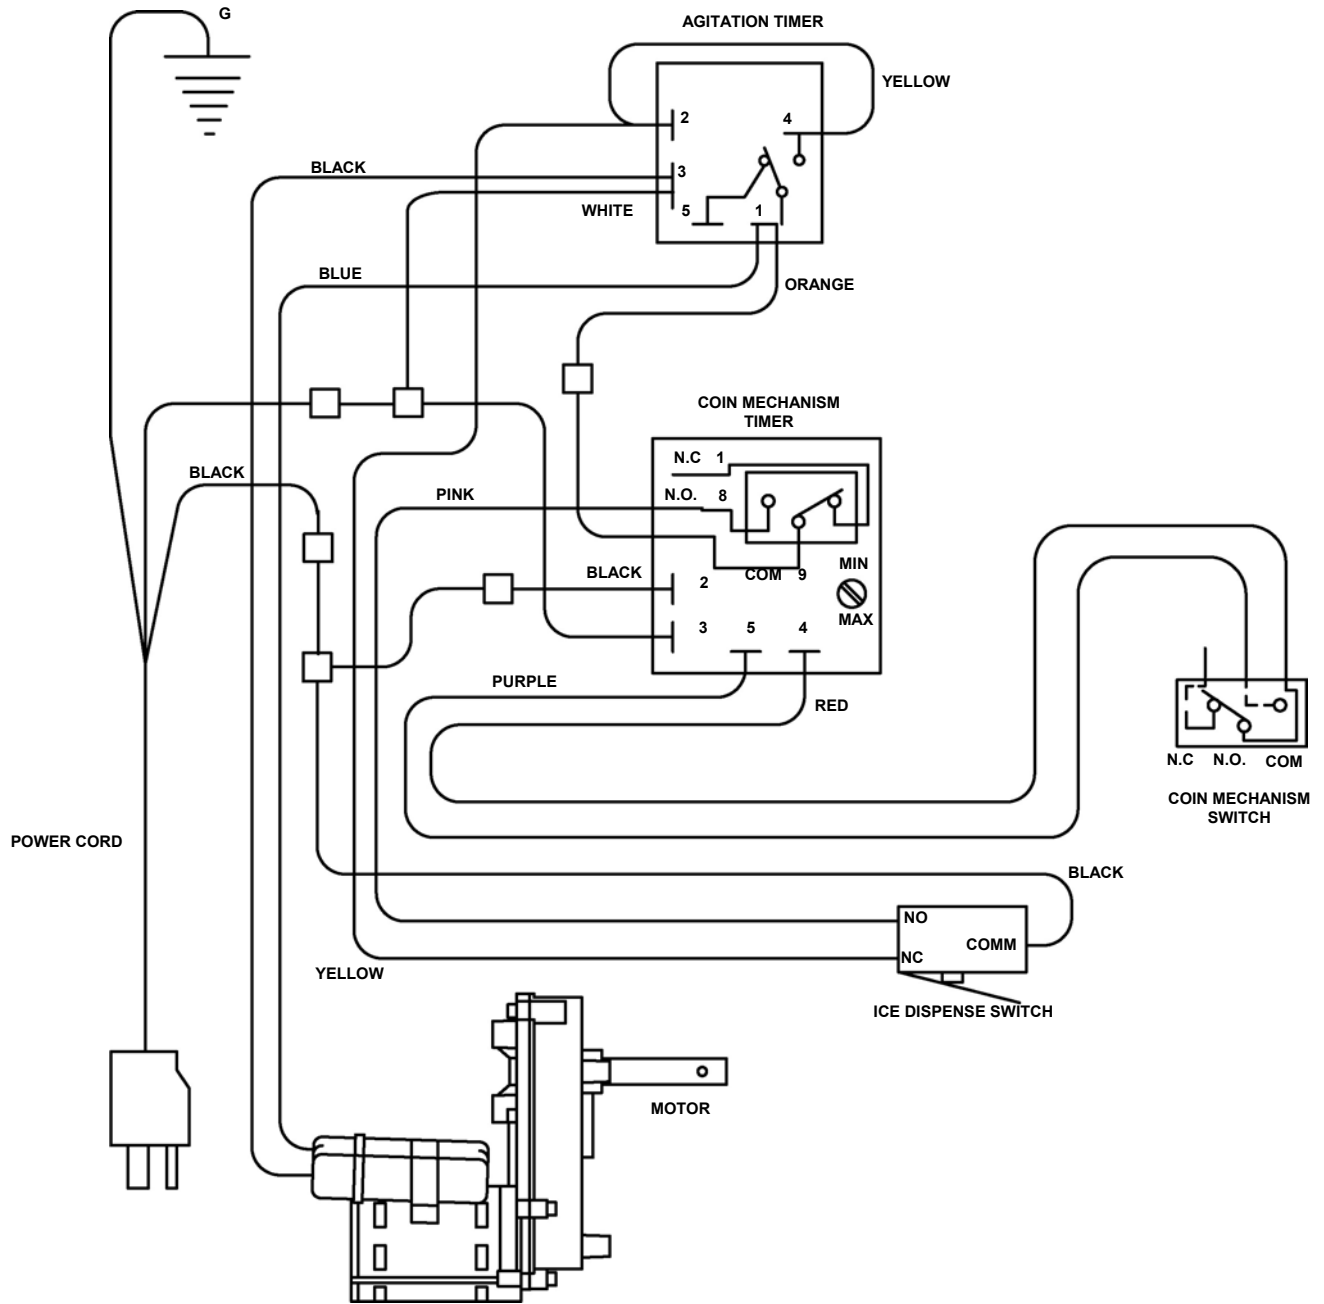 G
AGITATION TIMER
YELLOW
2
4
BLACK
3
WHITE
5
1
BLUE
ORANGE
COIN MECHANISM
TIMER
N.C 1
BLACK
PINK
N.O. 8
BLACK
2
COM 9
MIN
MAX
3
5
4
PURPLE
RED
N.C N.O. COM
COIN MECHANISM
SWITCH
POWER CORD
BLACK
NO
COMM
NC
YELLOW
ICE DISPENSE SWITCH
MOTOR